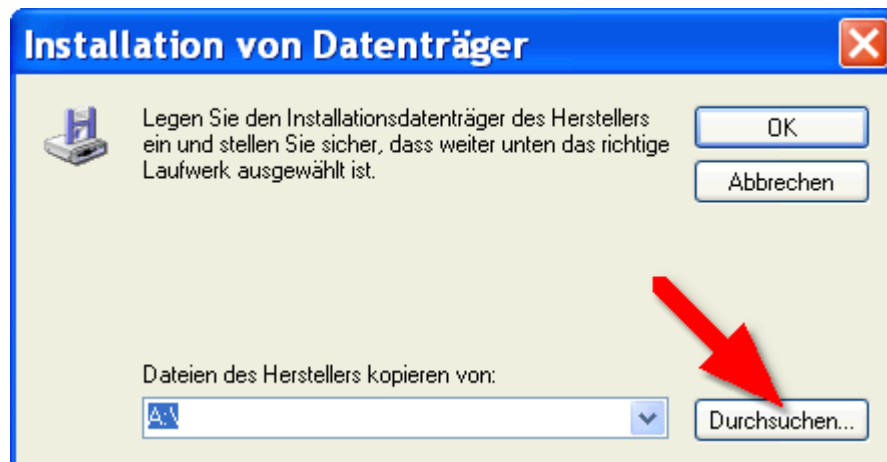 Installation von Datenträger
Legen Sie den Installationsdatenträger des Herstellers
ein und stellen Sie sicher, dass weiter unten das richtige
Laufwerk ausgewählt ist.
OK
Abbrechen
Dateien des Herstellers kopieren von:
A:\
Durchsuchen...